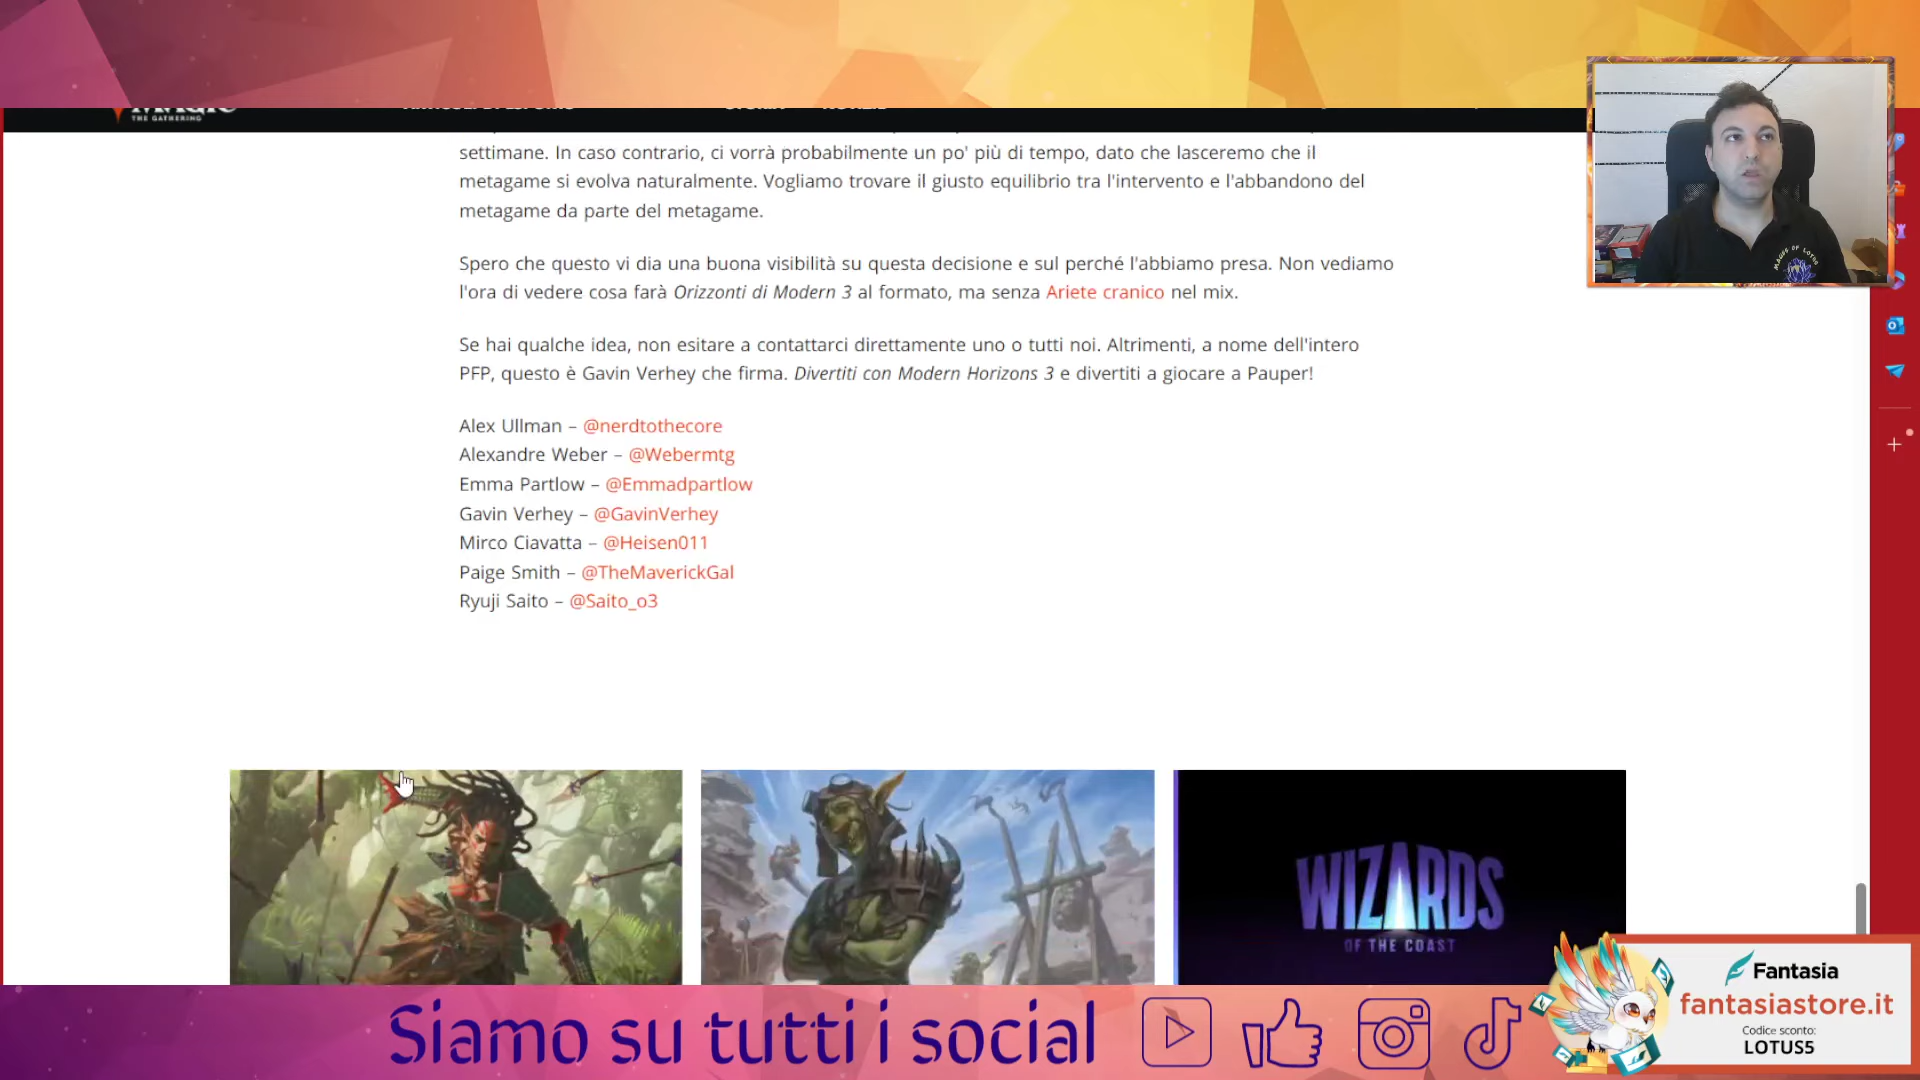 THE GATHERING
settimane. In caso contrario, ci vorrà probabilmente un po' più di tempo, dato che lasceremo che il
metagame si evolva naturalmente. Vogliamo trovare il giusto equilibrio tra l'intervento e l'abbandono del
metagame da parte del metagame.
Spero che questo vi dia una buona visibilità su questa decisione e sul perché l'abbiamo presa. Non vediamo
l'ora di vedere cosa farà Orizzonti di Modern 3 al formato, ma senza Ariete cranico nel mix.
Se hai qualche idea, non esitare a contattarci direttamente uno o tutti noi. Altrimenti, a nome dell'intero
PFP, questo è Gavin Verhey che firma. Divertiti con Modern Horizons 3 e divertiti a giocare a Pauper!
Alex Ullman – @nerdtothecore
Alexandre Weber – @Webermtg
Emma Partlow – @Emmadpartlow
Gavin Verhey – @GavinVerhey
Mirco Ciavatta – @Heisen011
Paige Smith – @TheMaverickGal
Ryuji Saito – @Saito_o3
WIZARDS
OF THE COAST
Siamo su tutti i social
Fantasia
fantasiastore.it
Codice sconto:
LOTUS5